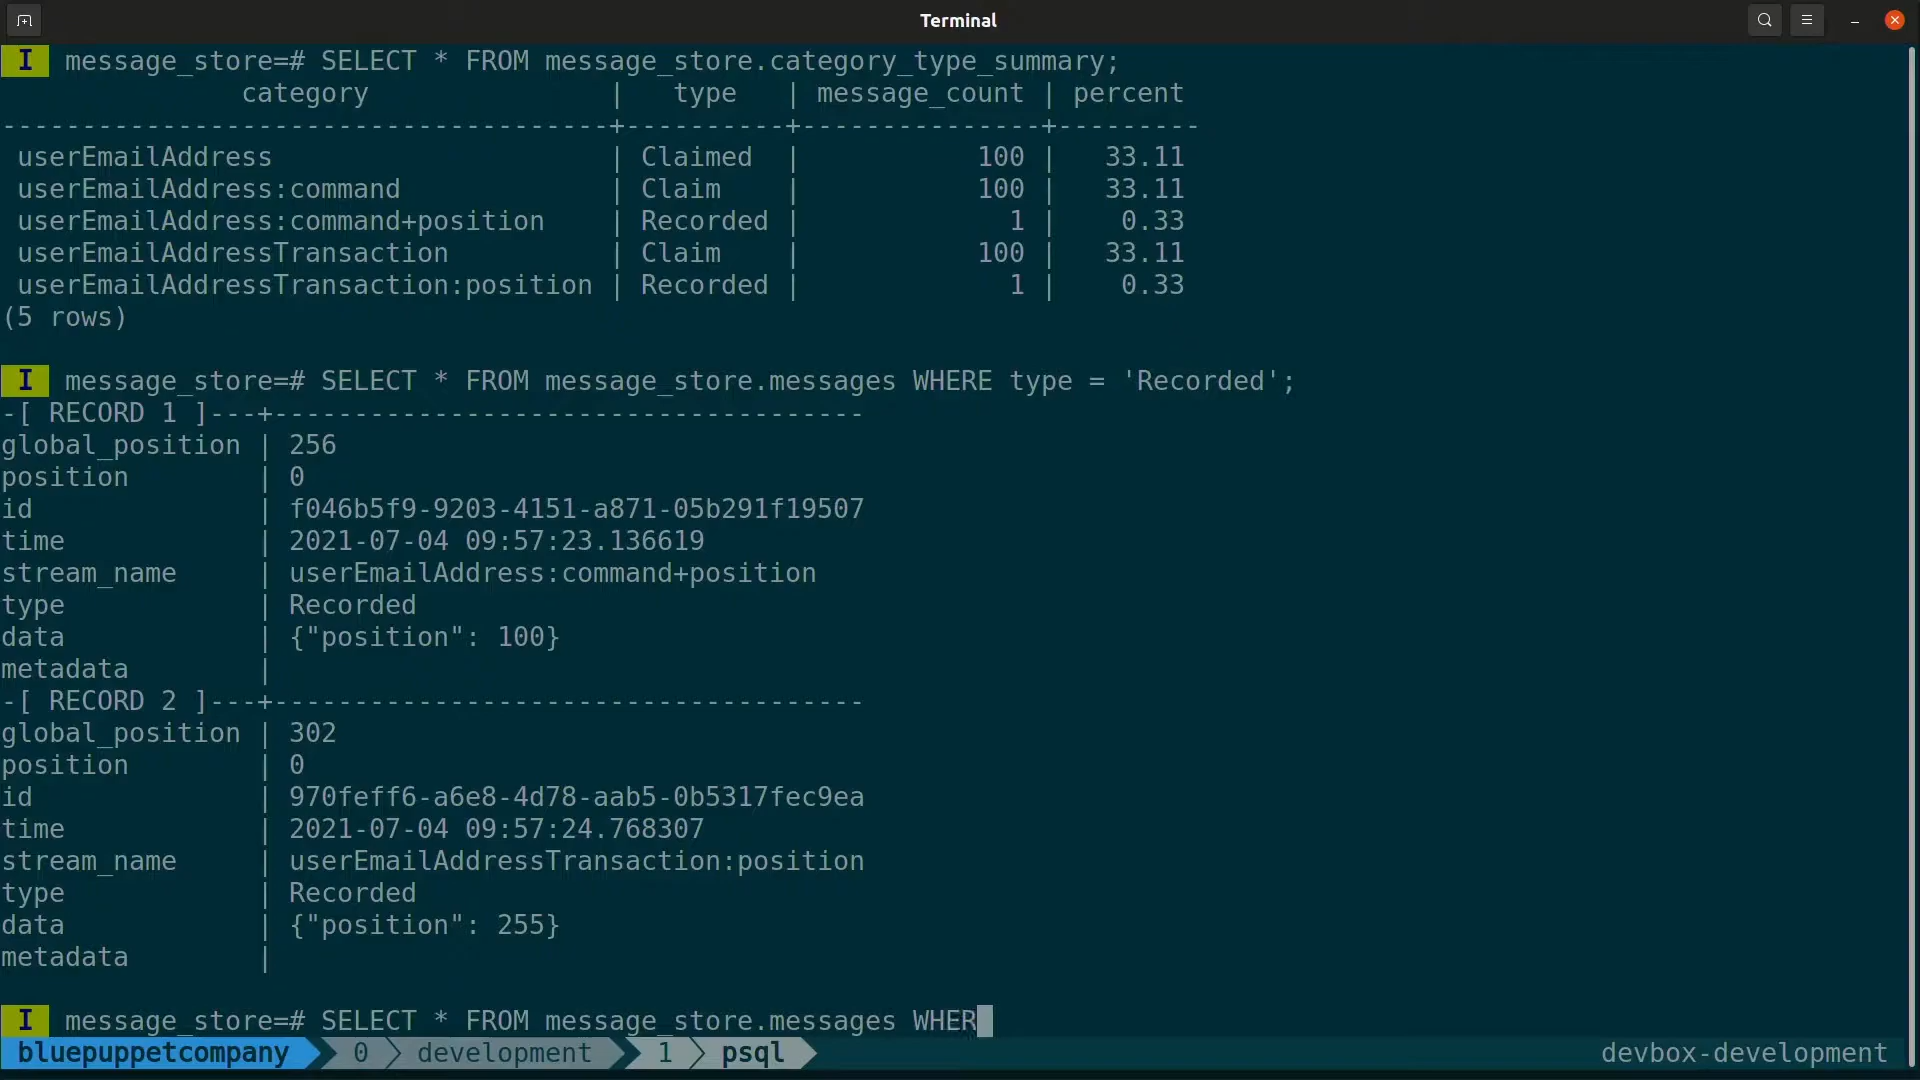 Terminal
I message_store=# SELECT * FROM message_store.category_type_summary;
category | type | message_count | percent
--------------------------------------+----------+---------------+---------
userEmailAddress | Claimed | 100 | 33.11
userEmailAddress:command | Claim | 100 | 33.11
userEmailAddress:command+position | Recorded | 1 | 0.33
userEmailAddressTransaction | Claim | 100 | 33.11
userEmailAddressTransaction:position | Recorded | 1 | 0.33
(5 rows)
I message_store=# SELECT * FROM message_store.messages WHERE type = 'Recorded';
-[ RECORD 1 ]---+-------------------------------------
global_position | 256
position | 0
id | f046b5f9-9203-4151-a871-05b291f19507
time | 2021-07-04 09:57:23.136619
stream_name | userEmailAddress:command+position
type | Recorded
data | {"position": 100}
metadata |
-[ RECORD 2 ]---+-------------------------------------
global_position | 302
position | 0
id | 970feff6-a6e8-4d78-aab5-0b5317fec9ea
time | 2021-07-04 09:57:24.768307
stream_name | userEmailAddressTransaction:position
type | Recorded
data | {"position": 255}
metadata |
I message_store=# SELECT * FROM message_store.messages WHER
bluepuppetcompany 0 development 1 psql devbox-development